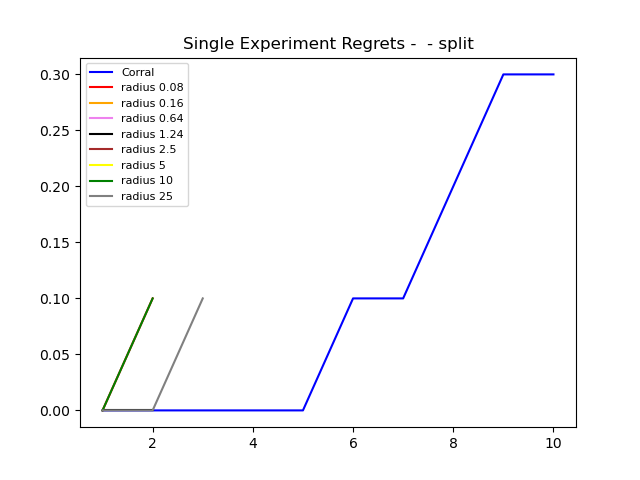 Single Experiment Regrets -  - split
Corral
radius 0.08
radius 0.16
radius 0.64
radius 1.24
radius 2.5
radius 5
radius 10
radius 25
0.30
0.25
0.20
0.15
0.10
0.05
0.00
2 4 6 8 10